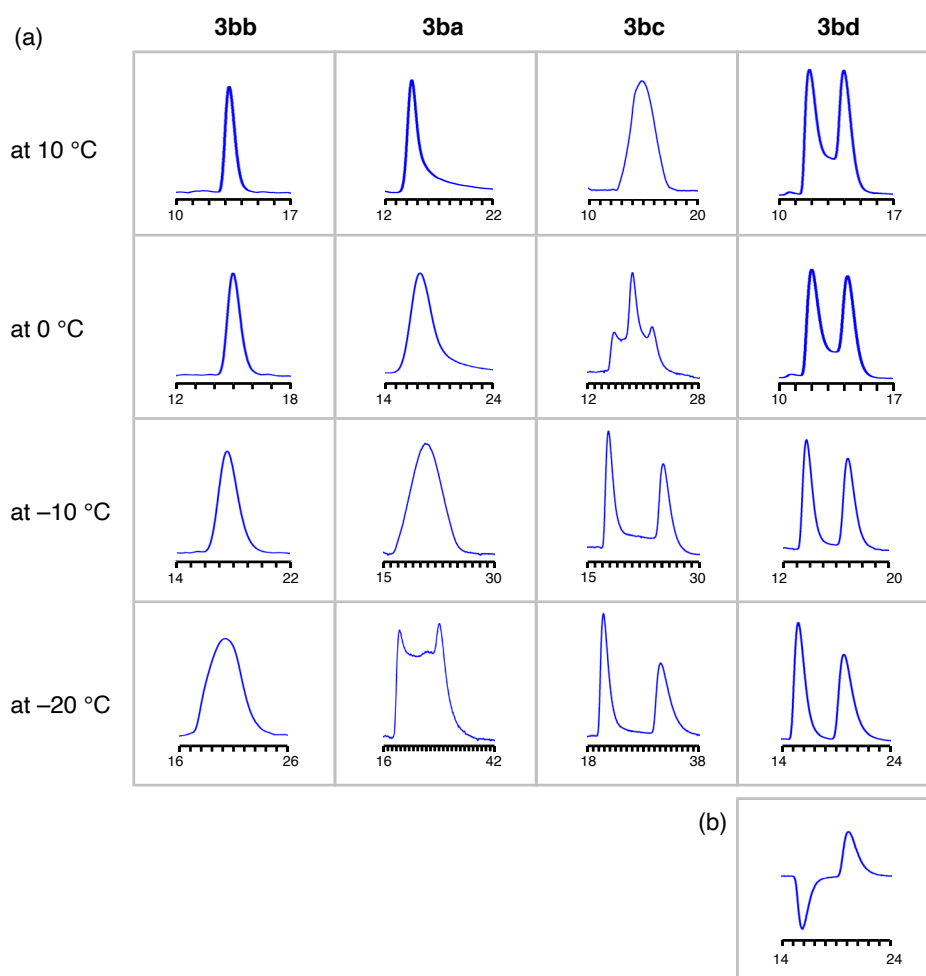 (a)
3bb 3ba 3bc 3bd
at 10 °C
10 17 12 22 10 20 10 17
at 0 °C
12 18 14 24 12 28 10 17
at –10 °C
14 22 15 30 15 30 12 20
at –20 °C
16 26 16 42 18 38 14 24
(b)
14 24